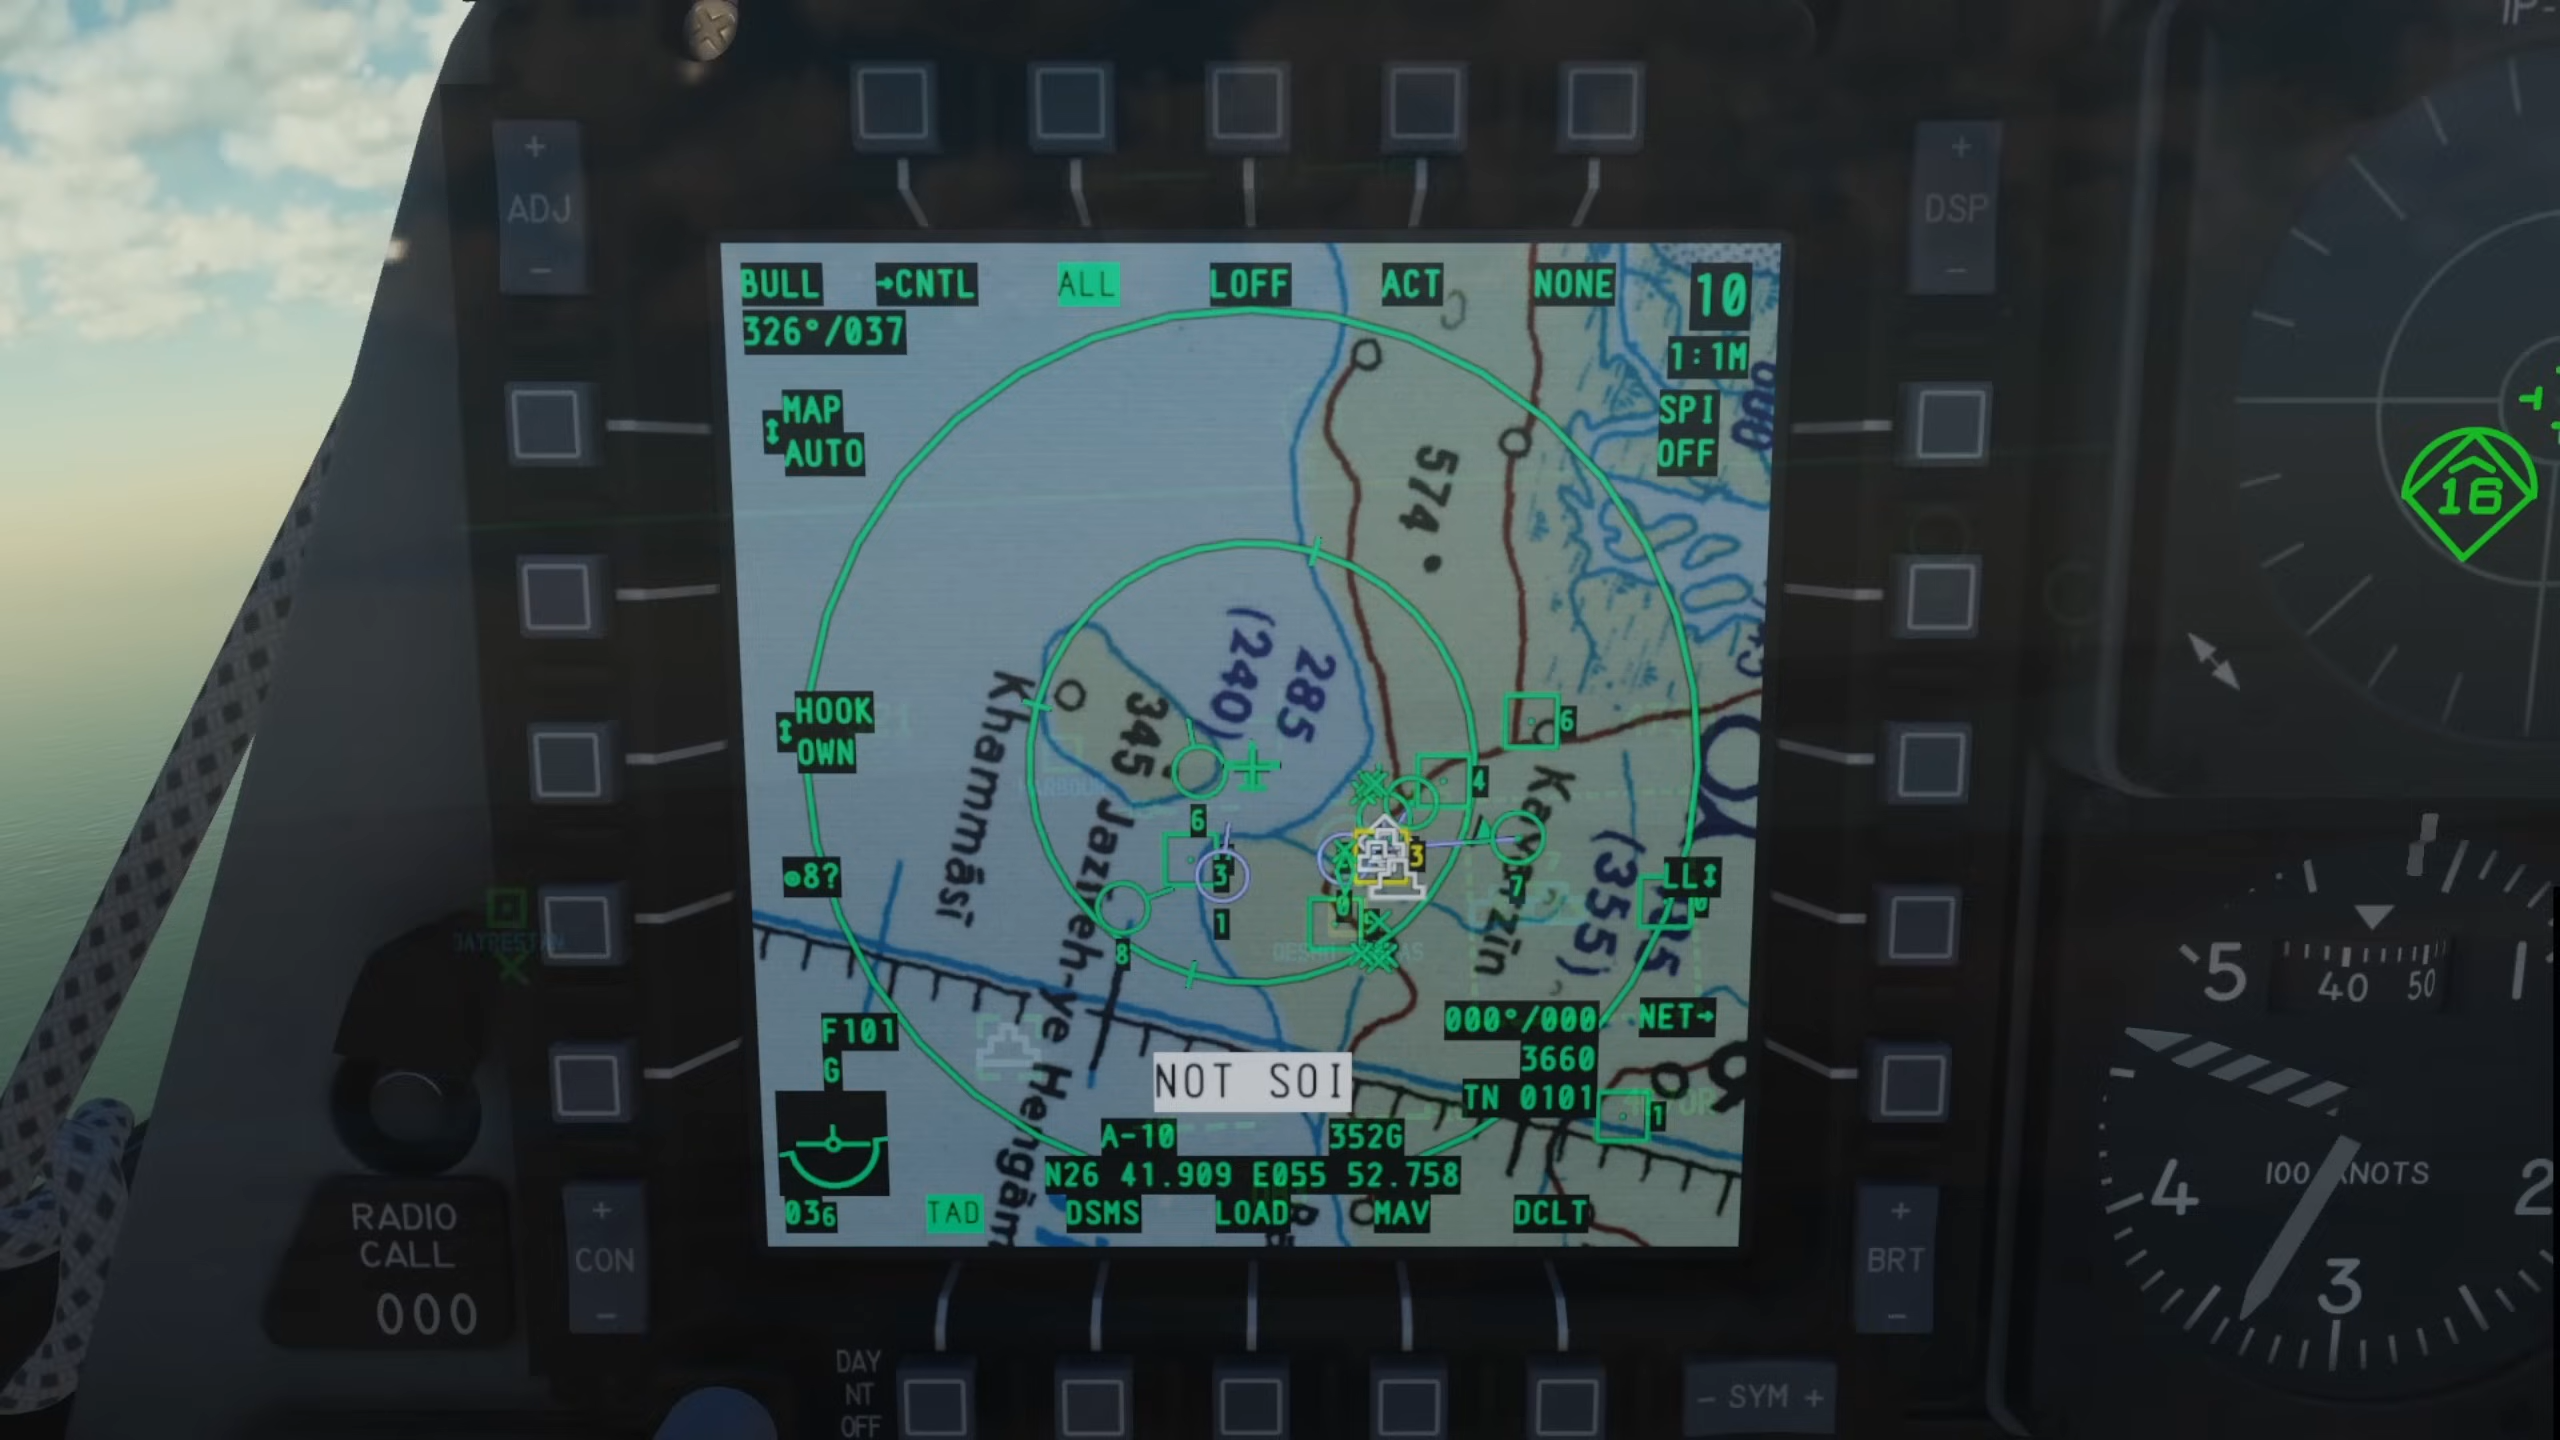 ADJ
DSP
BULL
→CNTL
ALL
LOFF
ACT
NONE
10
326°/037
1:1M
MAP
AUTO
SPI
OFF
574
16
285
(240)
345
Khammāsī
Jazīreh-ye Hengām
HOOK
OWN
6
4
6
3
7
3
1
8
(355)
⊙8?
LL↕
5
40
50
1
F101
G
000°/000
NET→
3660
TN 0101
NOT SOI
1
A-10
352G
N26 41.909 E055 52.758
036
TAD
DSMS
LOAD
MAV
DCLT
4
100 KNOTS
2
3
RADIO
CALL
000
CON
BRT
DAY
NT
OFF
- SYM +